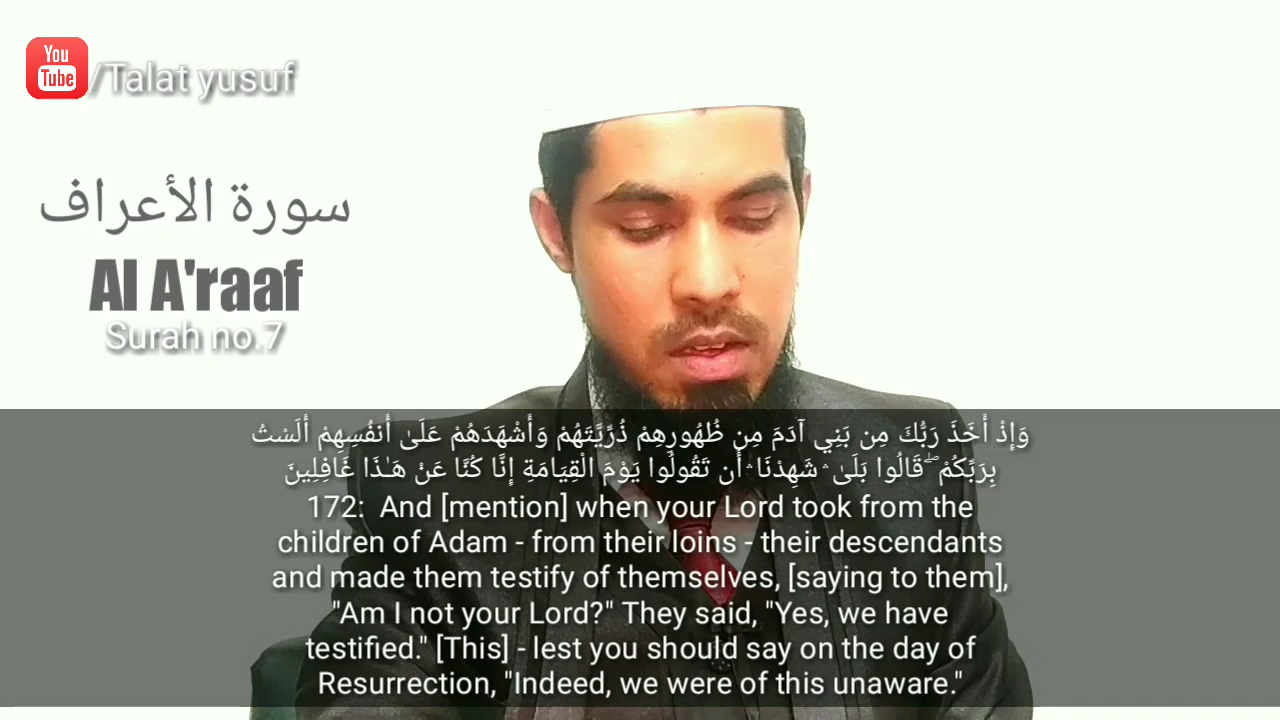 You
Tube
/Talat yusuf
سورة الأعراف
Al A'raaf
Surah no.7
وَإِذْ أَخَذَ رَبُّكَ مِن بَنِي آدَمَ مِن ظُهُورِهِمْ ذُرِّيَّتَهُمْ وَأَشْهَدَهُمْ عَلَىٰ أَنفُسِهِمْ أَلَسْتُ
بِرَبِّكُمْ ۖ قَالُوا بَلَىٰ ۛ شَهِدْنَا ۛ أَن تَقُولُوا يَوْمَ الْقِيَامَةِ إِنَّا كُنَّا عَنْ هَـٰذَا غَافِلِينَ
172:  And [mention] when your Lord took from the
children of Adam - from their loins - their descendants
and made them testify of themselves, [saying to them],
"Am I not your Lord?" They said, "Yes, we have
testified." [This] - lest you should say on the day of
Resurrection, "Indeed, we were of this unaware."